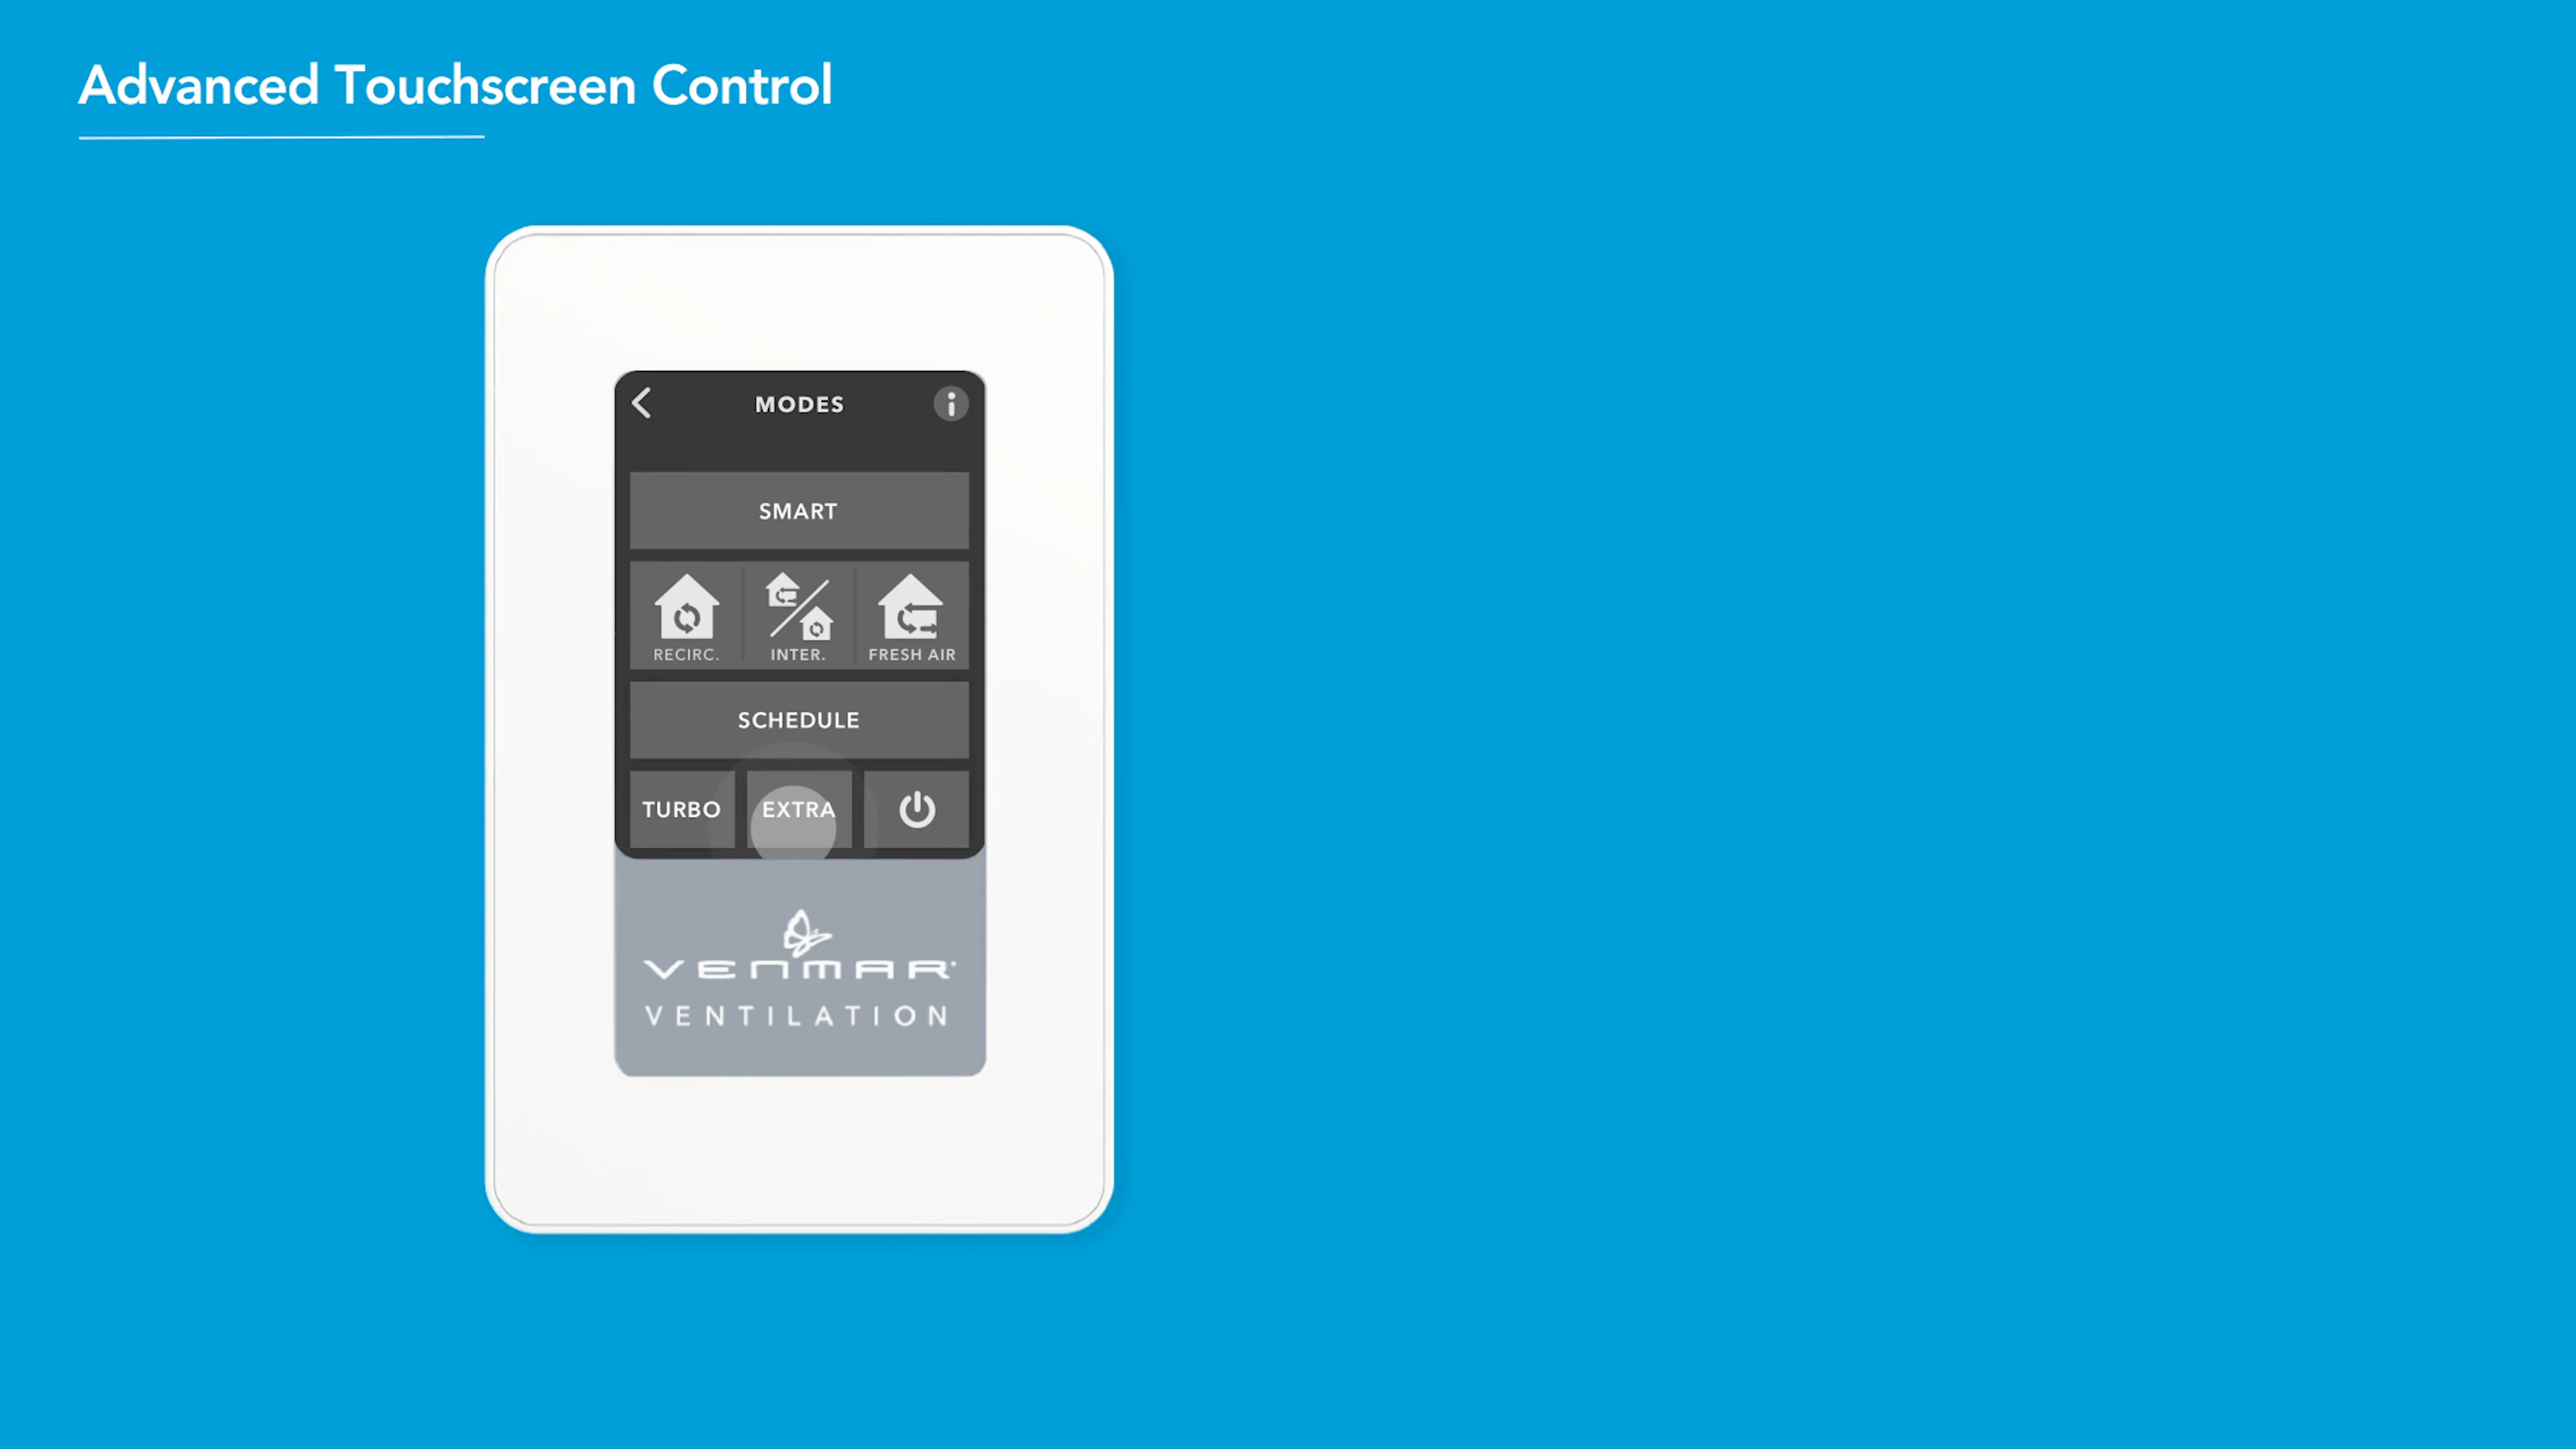 Advanced Touchscreen Control
MODES
SMART
RECIRC. INTER. FRESH AIR
SCHEDULE
TURBO EXTRA
VENMAR
VENTILATION